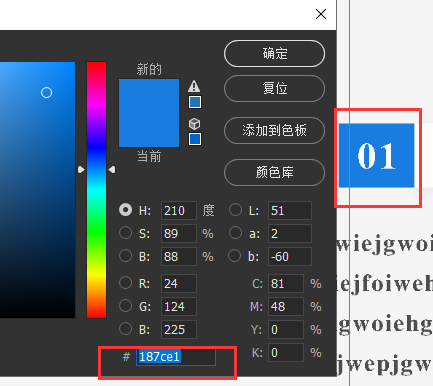 新的
当前
确定
复位
添加到色板
颜色库
H: 210 度
S: 89 %
B: 88 %
R: 24
G: 124
B: 225
# 187ce1
L: 51
a: 2
b: -60
C: 81 %
M: 48 %
Y: 0 %
K: 0 %
01
wiejgwoi
iejfoiweh
gwoiehg
jwepjgw